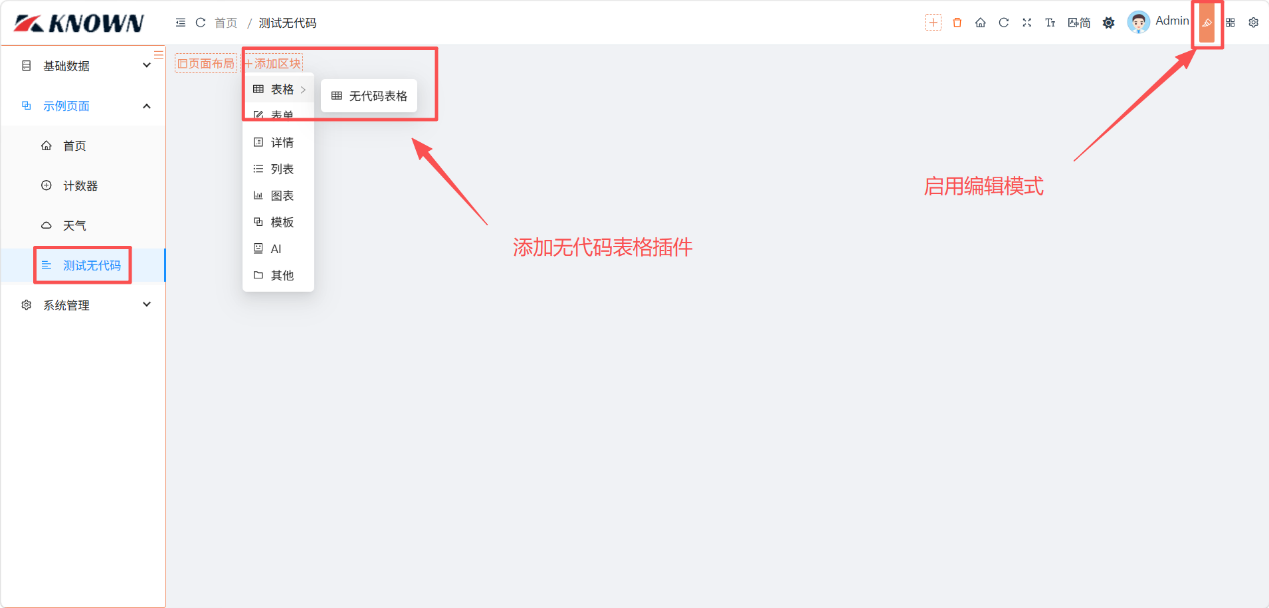 KNOWN
首页 / 测试无代码
Tт
简
Admin
基础数据
示例页面
首页
计数器
天气
测试无代码
系统管理
页面布局
+添加区块
表格
无代码表格
表单
详情
列表
图表
模板
AI
其他
添加无代码表格插件
启用编辑模式